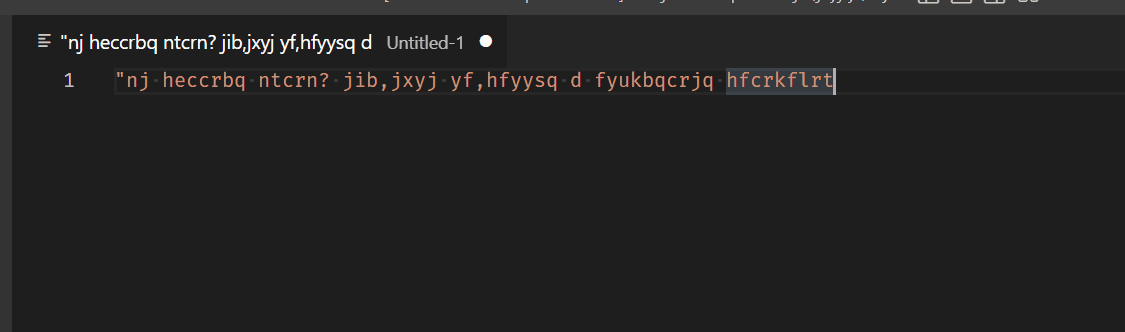 "nj heccrbq ntcrn? jib,jxyj yf,hfyysq d Untitled-1
1 "nj heccrbq ntcrn? jib,jxyj yf,hfyysq d fyukbqcrjq hfcrkflrt